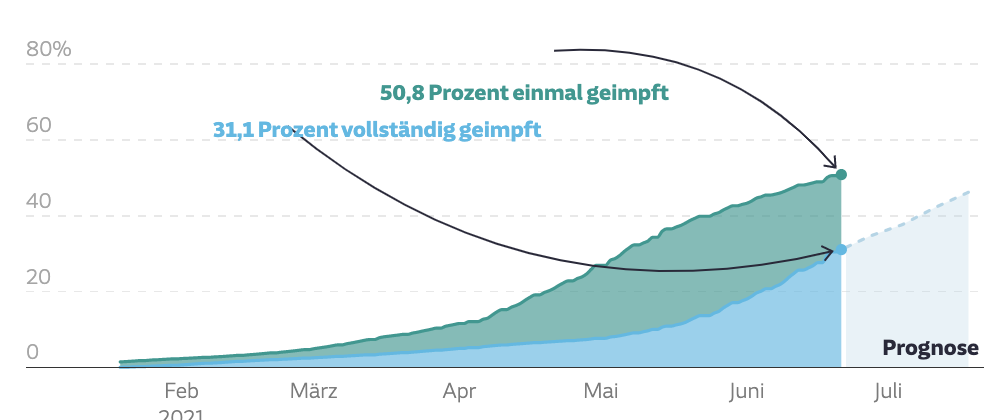 80%
50,8 Prozent einmal geimpft
31,1 Prozent vollständig geimpft
60
40
20
0
Prognose
Feb März Apr Mai Juni Juli
2021